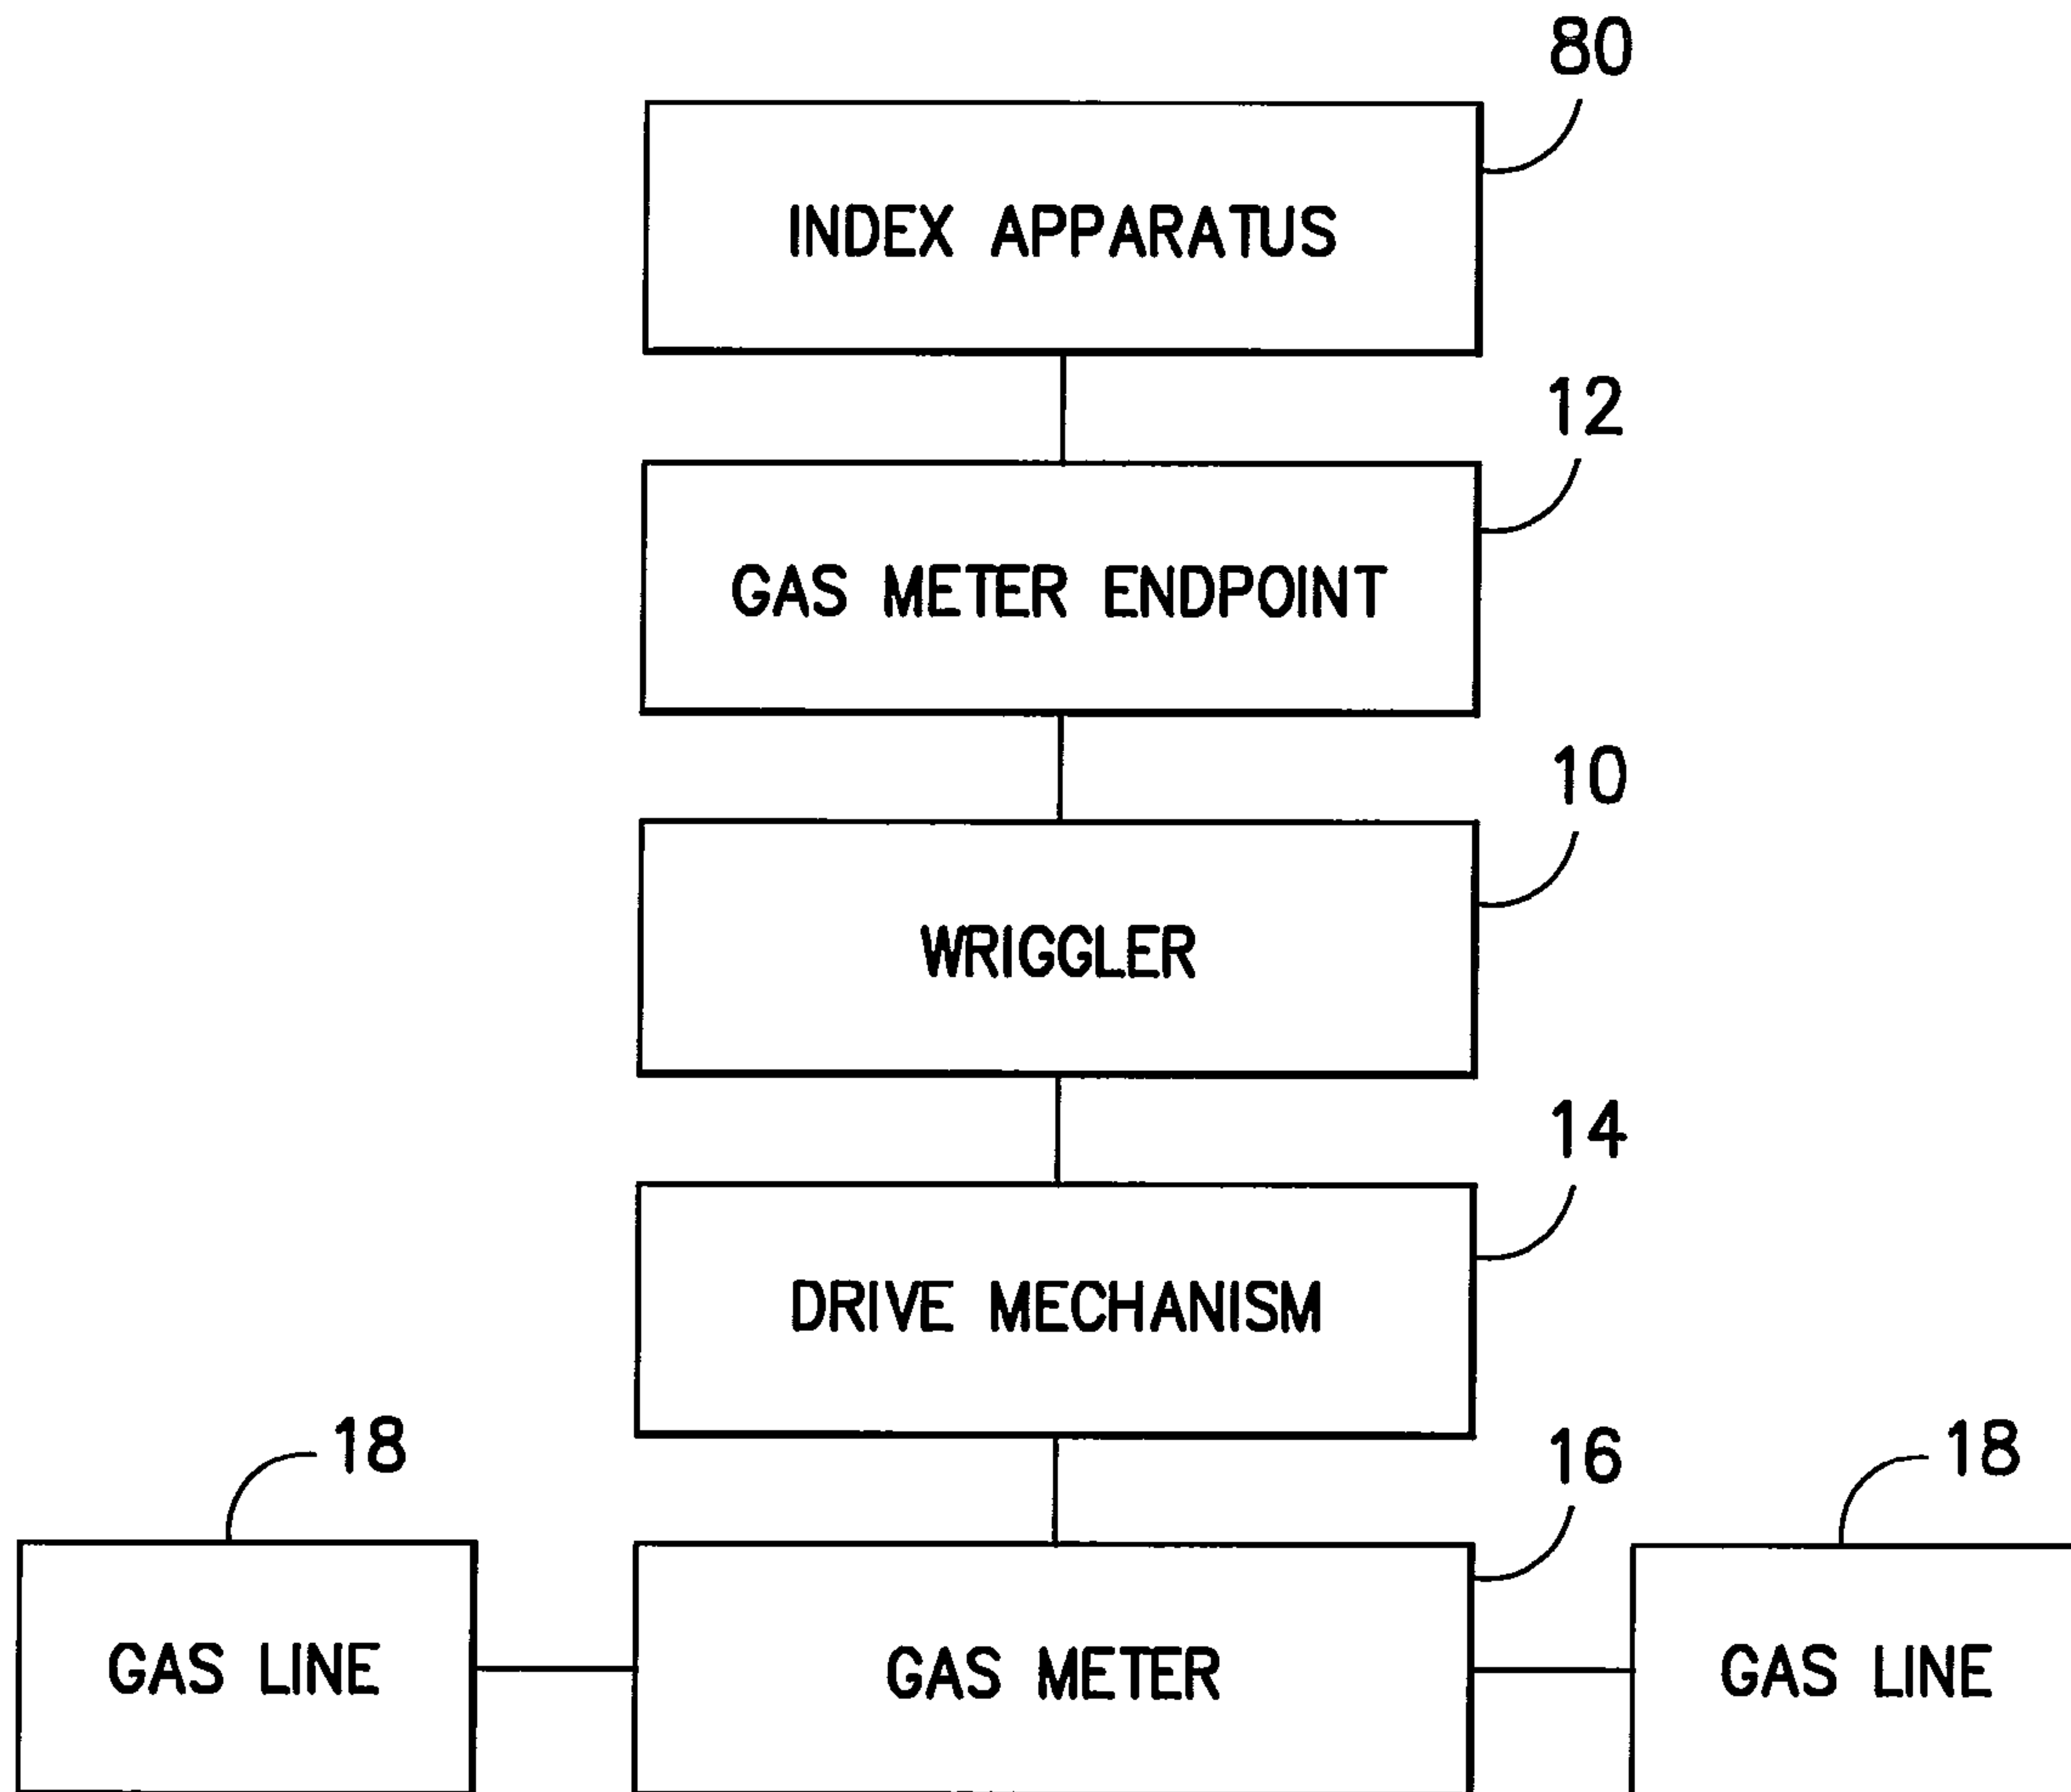 80
INDEX APPARATUS
12
GAS METER ENDPOINT
10
WRIGGLER
14
DRIVE MECHANISM
18
16
18
GAS LINE
GAS METER
GAS LINE